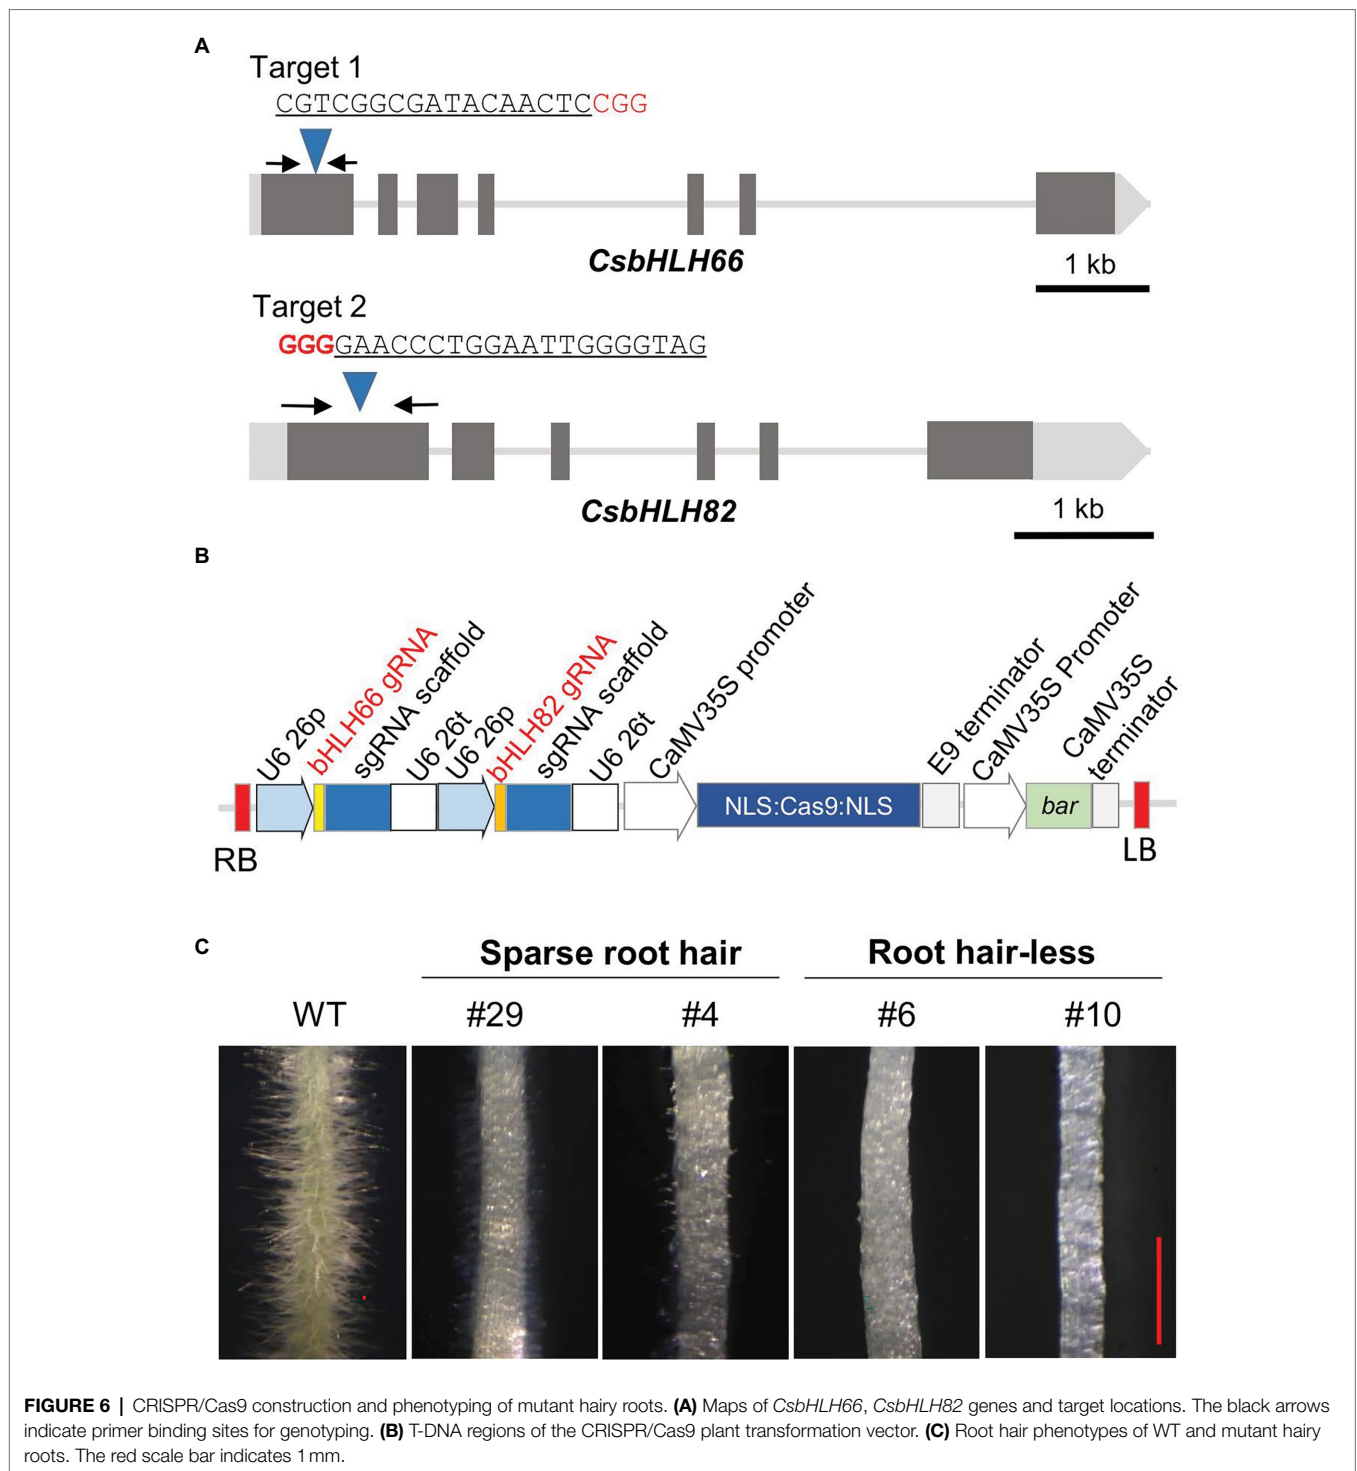 A
Target 1
CGTCGGCGATACAACTCCGG
CsbHLH66
1 kb
Target 2
GGGGAACCCTGGAATTGGGGTAG
CsbHLH82
1 kb
B
U6 26p
bHLH66 gRNA
sgRNA scaffold
U6 26t
U6 26p
bHLH82 gRNA
sgRNA scaffold
U6 26t
CaMV35S promoter
E9 terminator
CaMV35S Promoter
CaMV35S
terminator
NLS:Cas9:NLS
bar
RB
LB
C
Sparse root hair
Root hair-less
WT
#29
#4
#6
#10
FIGURE 6 | CRISPR/Cas9 construction and phenotyping of mutant hairy roots. (A) Maps of CsbHLH66, CsbHLH82 genes and target locations. The black arrows
indicate primer binding sites for genotyping. (B) T-DNA regions of the CRISPR/Cas9 plant transformation vector. (C) Root hair phenotypes of WT and mutant hairy
roots. The red scale bar indicates 1 mm.